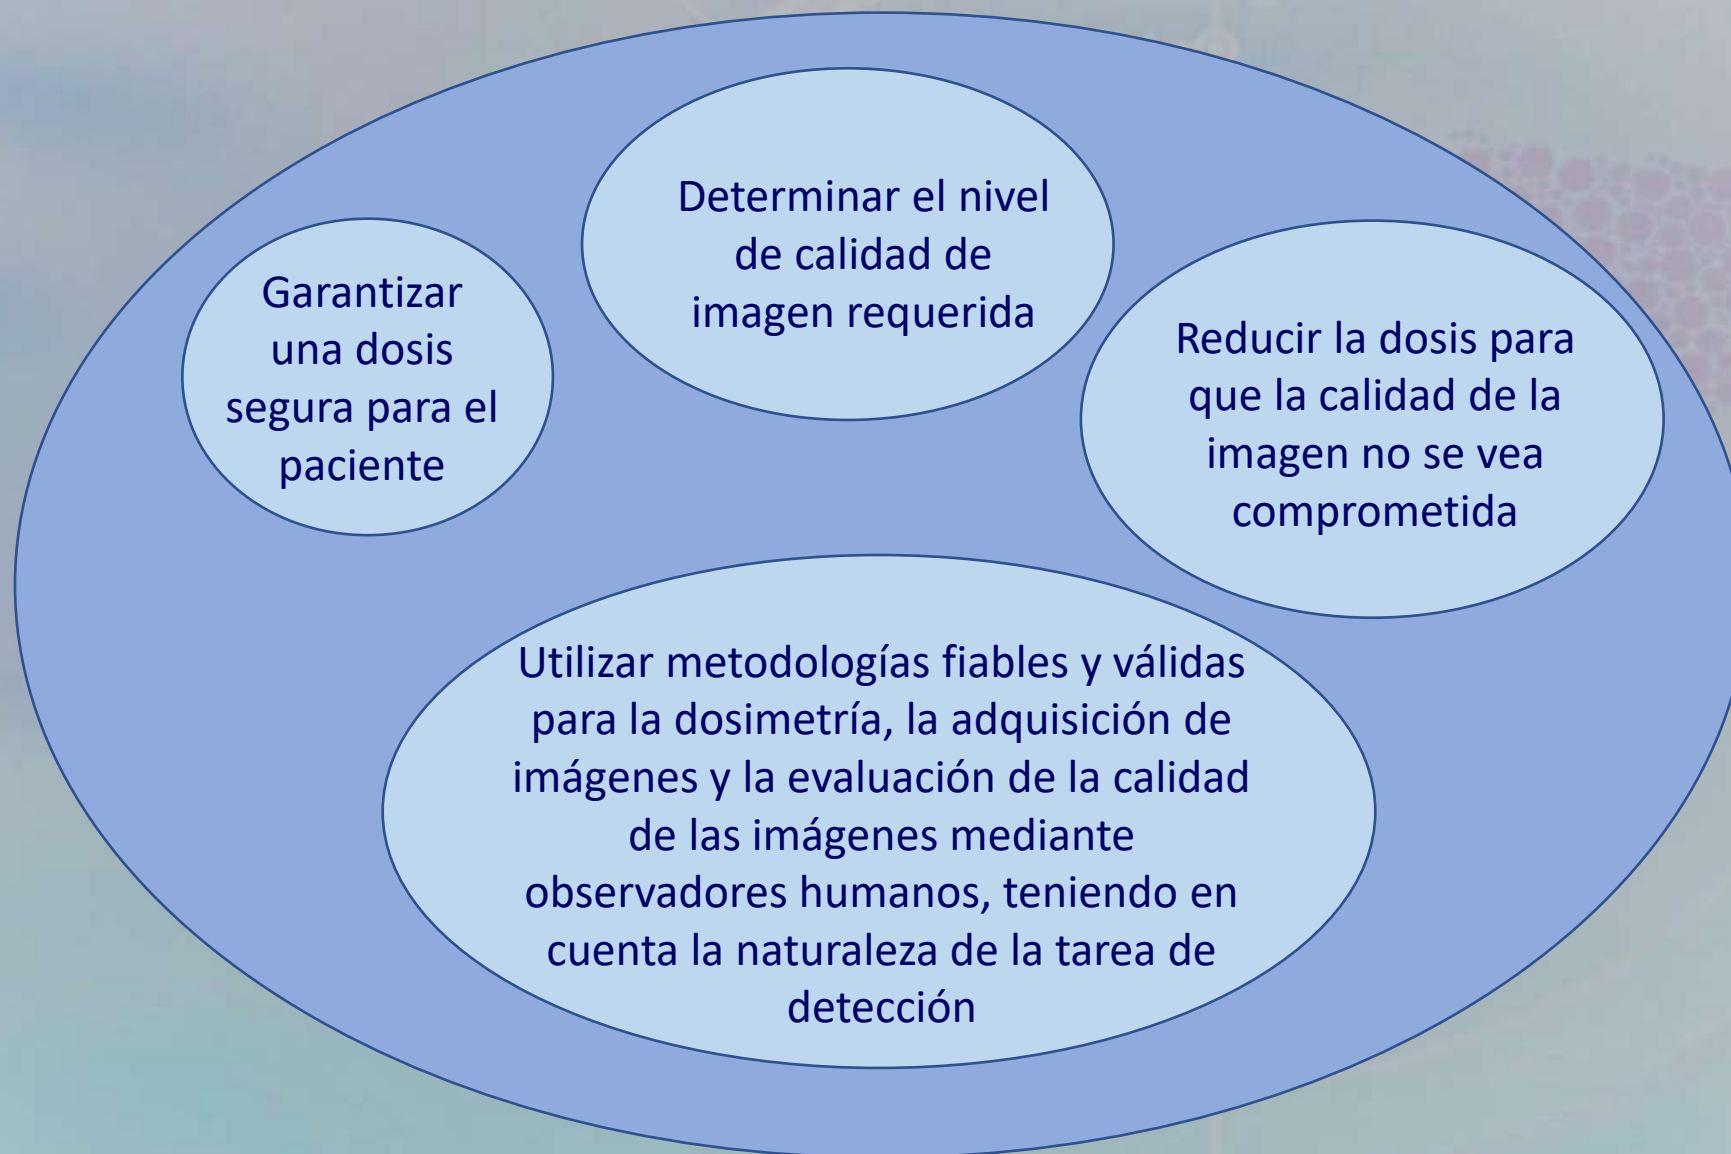 Garantizar
una dosis
segura para el
paciente
Determinar el nivel
de calidad de
imagen requerida
Reducir la dosis para
que la calidad de la
imagen no se vea
comprometida
Utilizar metodologías fiables y válidas
para la dosimetría, la adquisición de
imágenes y la evaluación de la calidad
de las imágenes mediante
observadores humanos, teniendo en
cuenta la naturaleza de la tarea de
detección